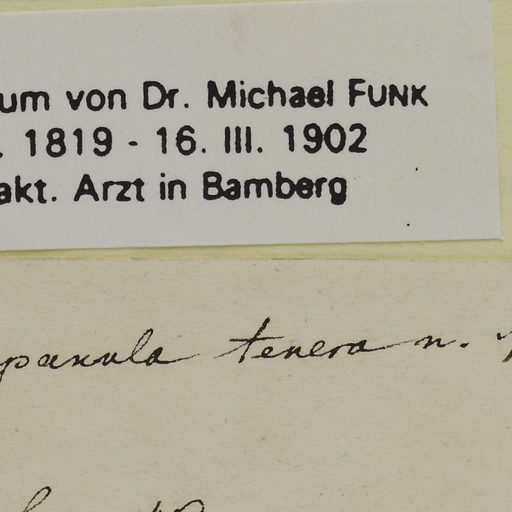 um von Dr. Michael FUNK
. 1819 - 16. III. 1902
akt. Arzt in Bamberg
panula tenera n.